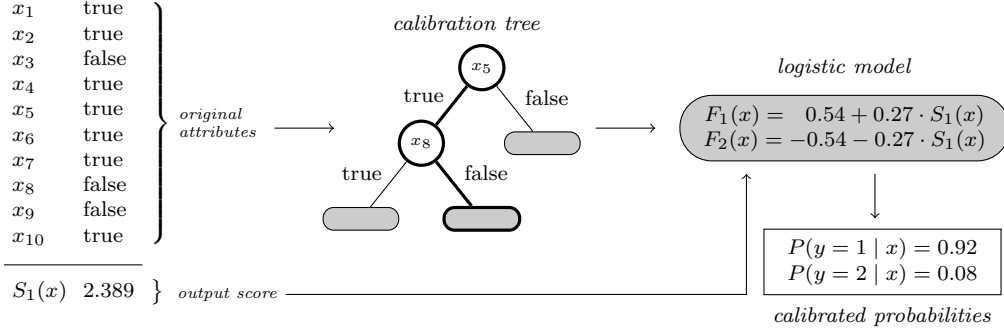 x1 true
x2 true
x3 false
x4 true
x5 true
x6 true
x7 true
x8 false
x9 false
x10 true
S1(x) 2.389
original
attributes
} output score
calibration tree
x5
true
false
x8
true
false
logistic model
F1(x) = 0.54 + 0.27 · S1(x)
F2(x) = −0.54 − 0.27 · S1(x)
P(y = 1 | x) = 0.92
P(y = 2 | x) = 0.08
calibrated probabilities